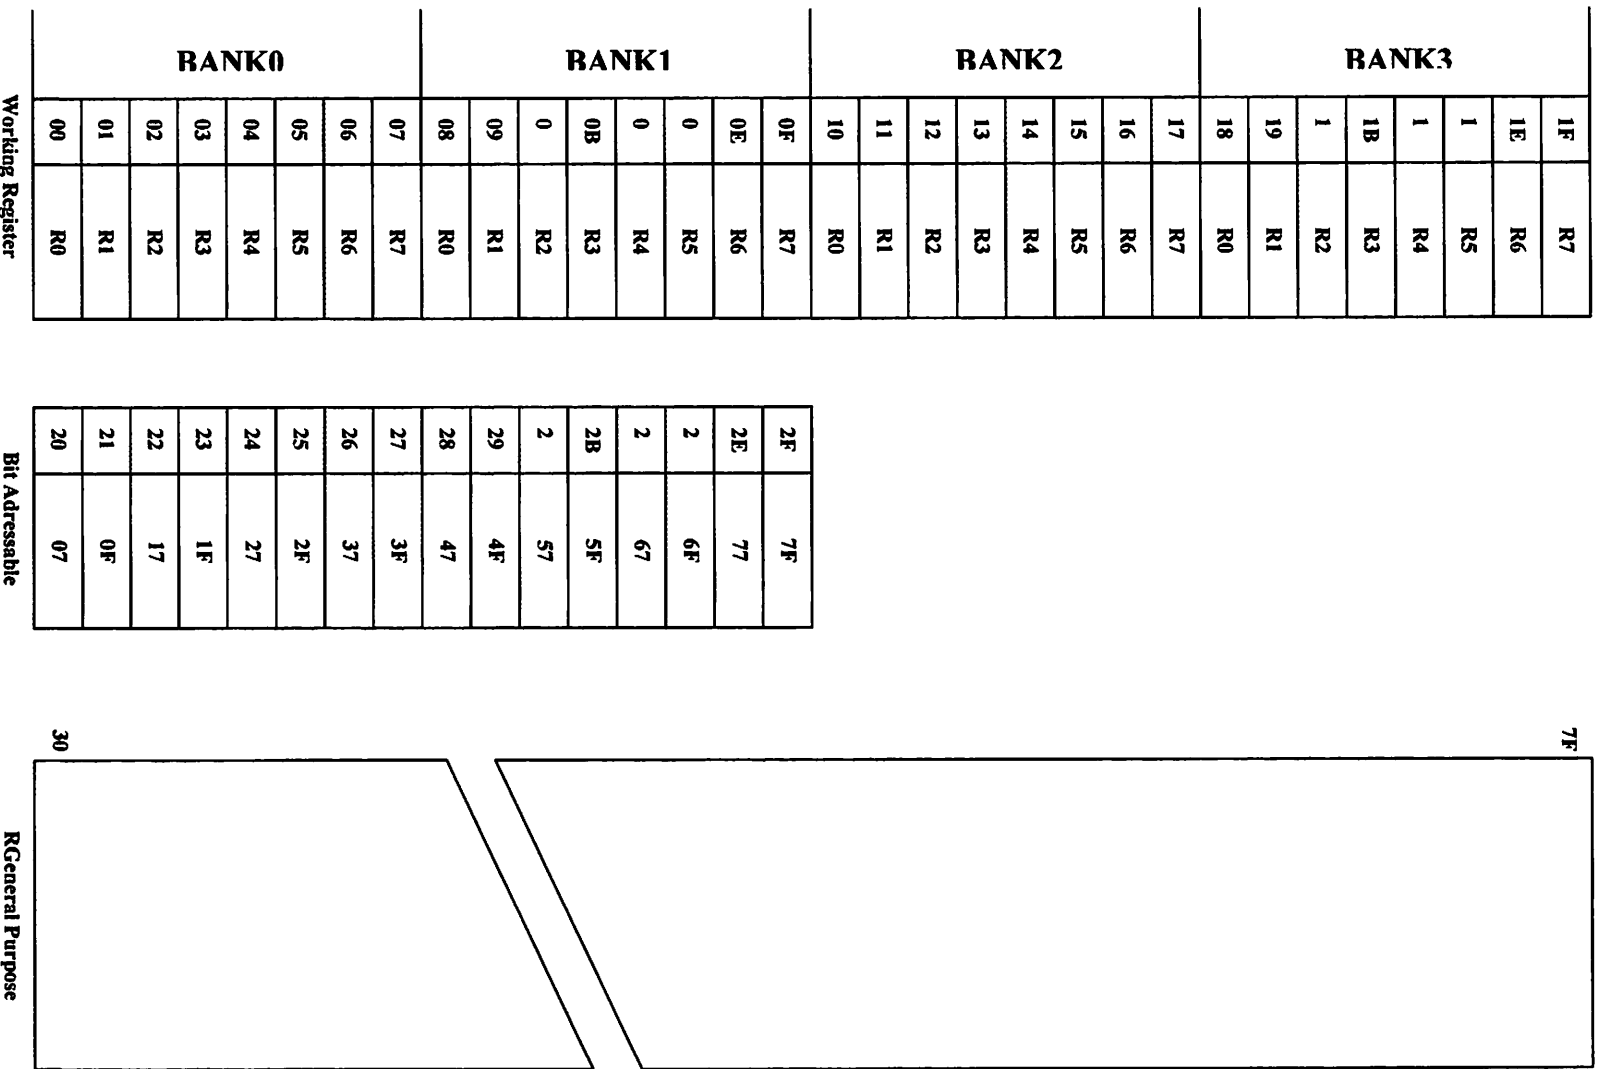 BANK3
1F R7
1E R6
1 R5
1 R4
1B R3
1 R2
19 R1
18 R0
BANK2
17 R7
16 R6
15 R5
14 R4
13 R3
12 R2
11 R1
10 R0
BANK1
0F R7
0E R6
0 R5
0 R4
0B R3
0 R2
09 R1
08 R0
BANK0
07 R7
06 R6
05 R5
04 R4
03 R3
02 R2
01 R1
00 R0
Working Register
2F 7F
2E 77
2 6F
2 67
2B 5F
2 57
29 4F
28 47
27 3F
26 37
25 2F
24 27
23 1F
22 17
21 0F
20 07
Bit Adressable
7F
30
RGeneral Purpose